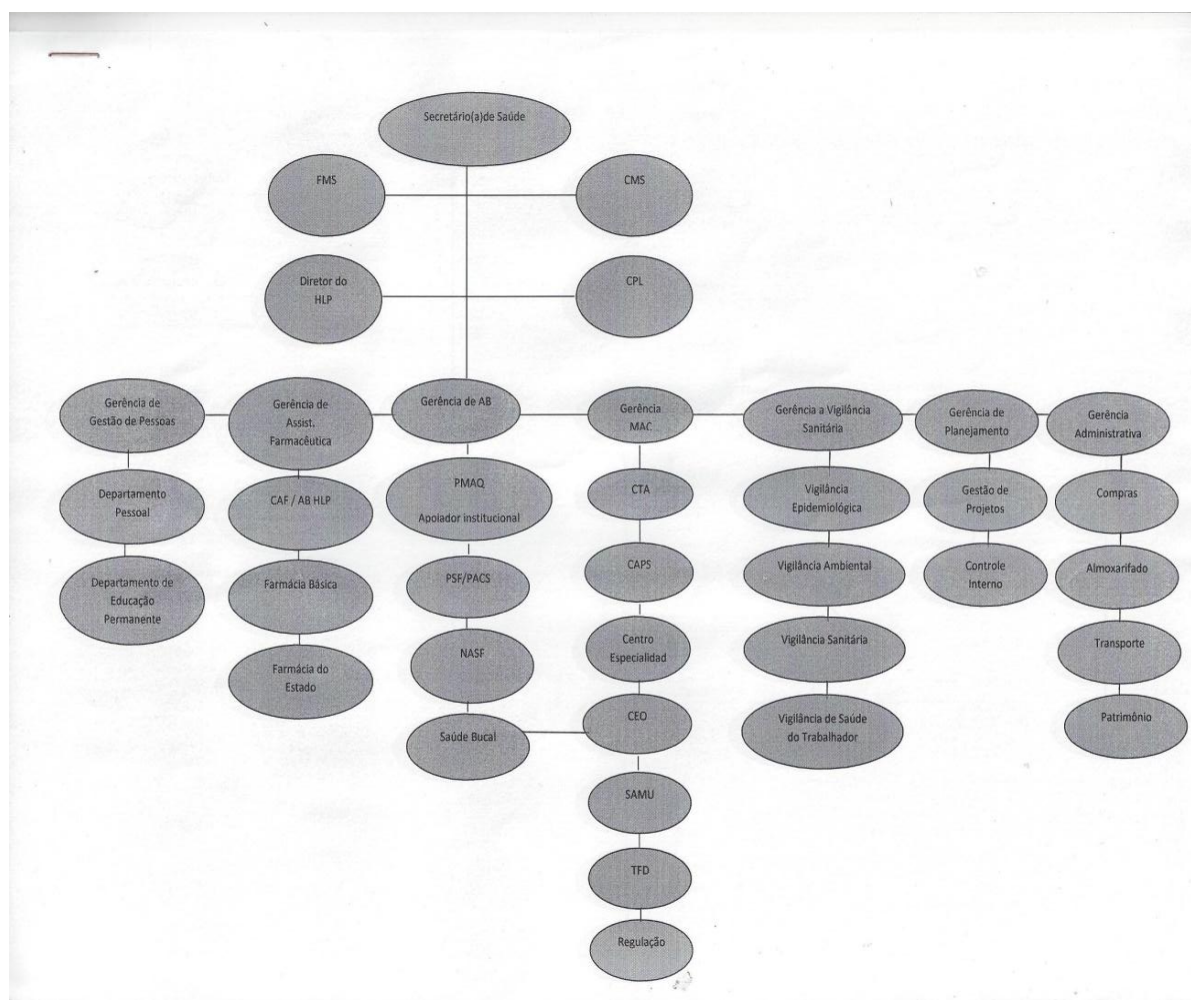 Secretário(a)de Saúde
FMS
CMS
Diretor do
HLP
CPL
Gerência de
Gestão de Pessoas
Gerência de
Assist.
Farmacêutica
Gerência de AB
Gerência
MAC
Gerência a Vigilância
Sanitária
Gerência de
Planejamento
Gerência
Administrativa
Departamento
Pessoal
Departamento de
Educação
Permanente
CAF / AB HLP
Farmácia Básica
Farmácia do
Estado
PMAQ
Apoiador institucional
PSF/PACS
NASF
Saúde Bucal
CTA
CAPS
Centro
Especialidad
CEO
SAMU
TFD
Regulação
Vigilância
Epidemiológica
Vigilância Ambiental
Vigilância Sanitária
Vigilância de Saúde
do Trabalhador
Gestão de
Projetos
Controle
Interno
Compras
Almoxarifado
Transporte
Patrimônio